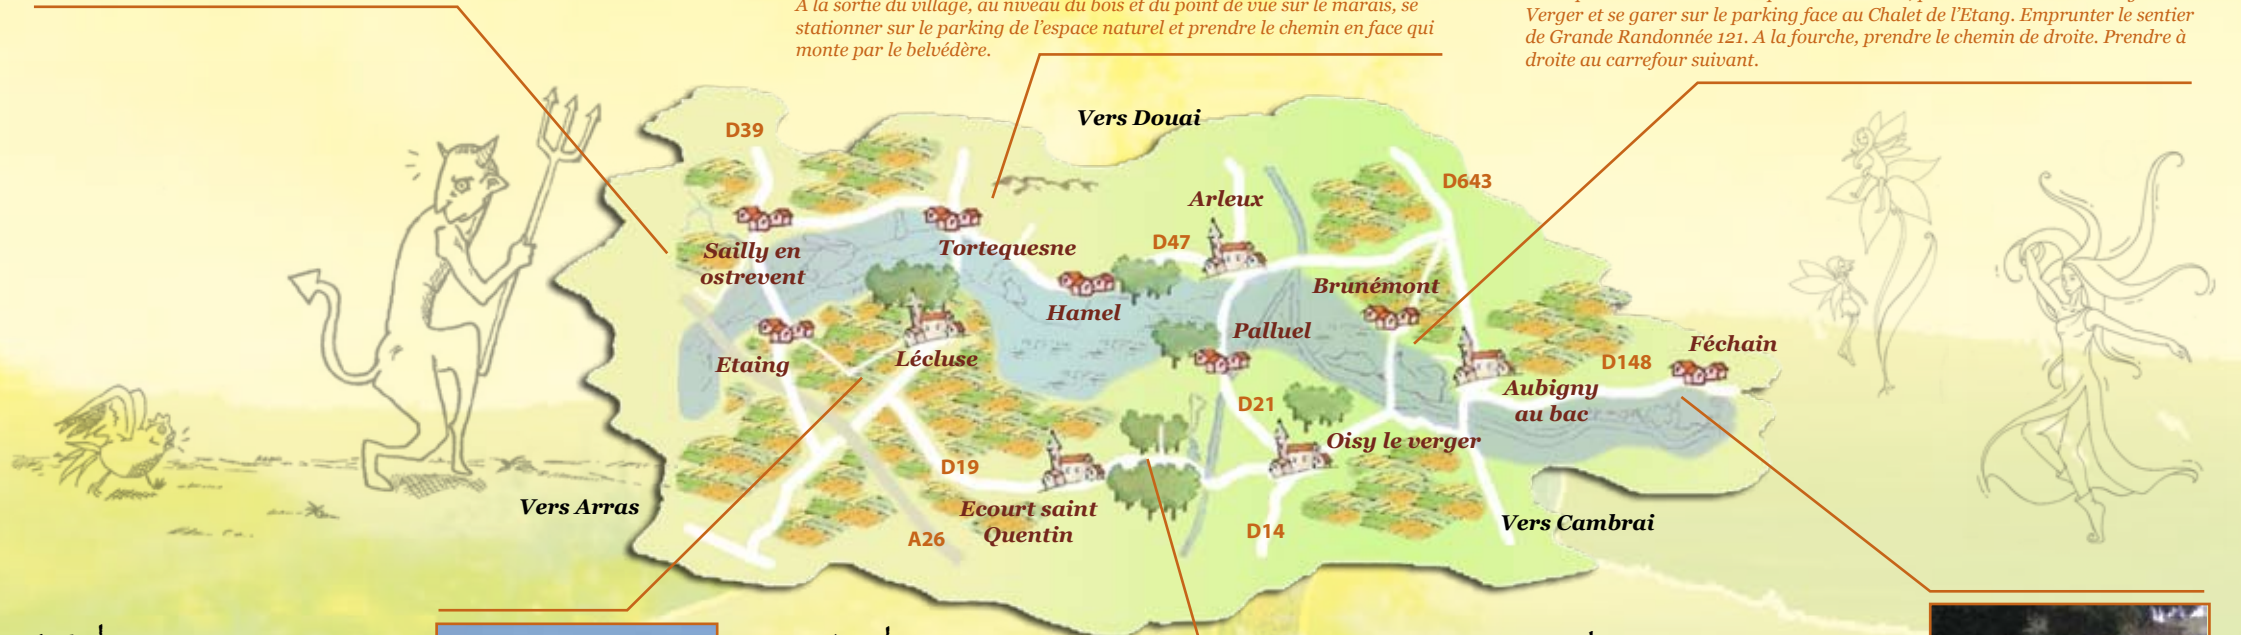 A la sortie du village, au niveau du bois et du point de vue sur le marais, se
stationner sur le parking de l'espace naturel et prendre le chemin en face qui
monte par le belvédère.
Verger et se garer sur le parking face au Chalet de l'Etang. Emprunter le sentier
de Grande Randonnée 121. A la fourche, prendre le chemin de droite. Prendre à
droite au carrefour suivant.
Vers Douai
D39
D643
Arleux
D47
Sailly en
ostrevent
Tortequesne
Brunémont
Hamel
Palluel
Féchain
Etaing
Lécluse
D148
Aubigny
au bac
D21
Oisy le verger
D19
Vers Arras
Ecourt saint
Quentin
A26
D14
Vers Cambrai